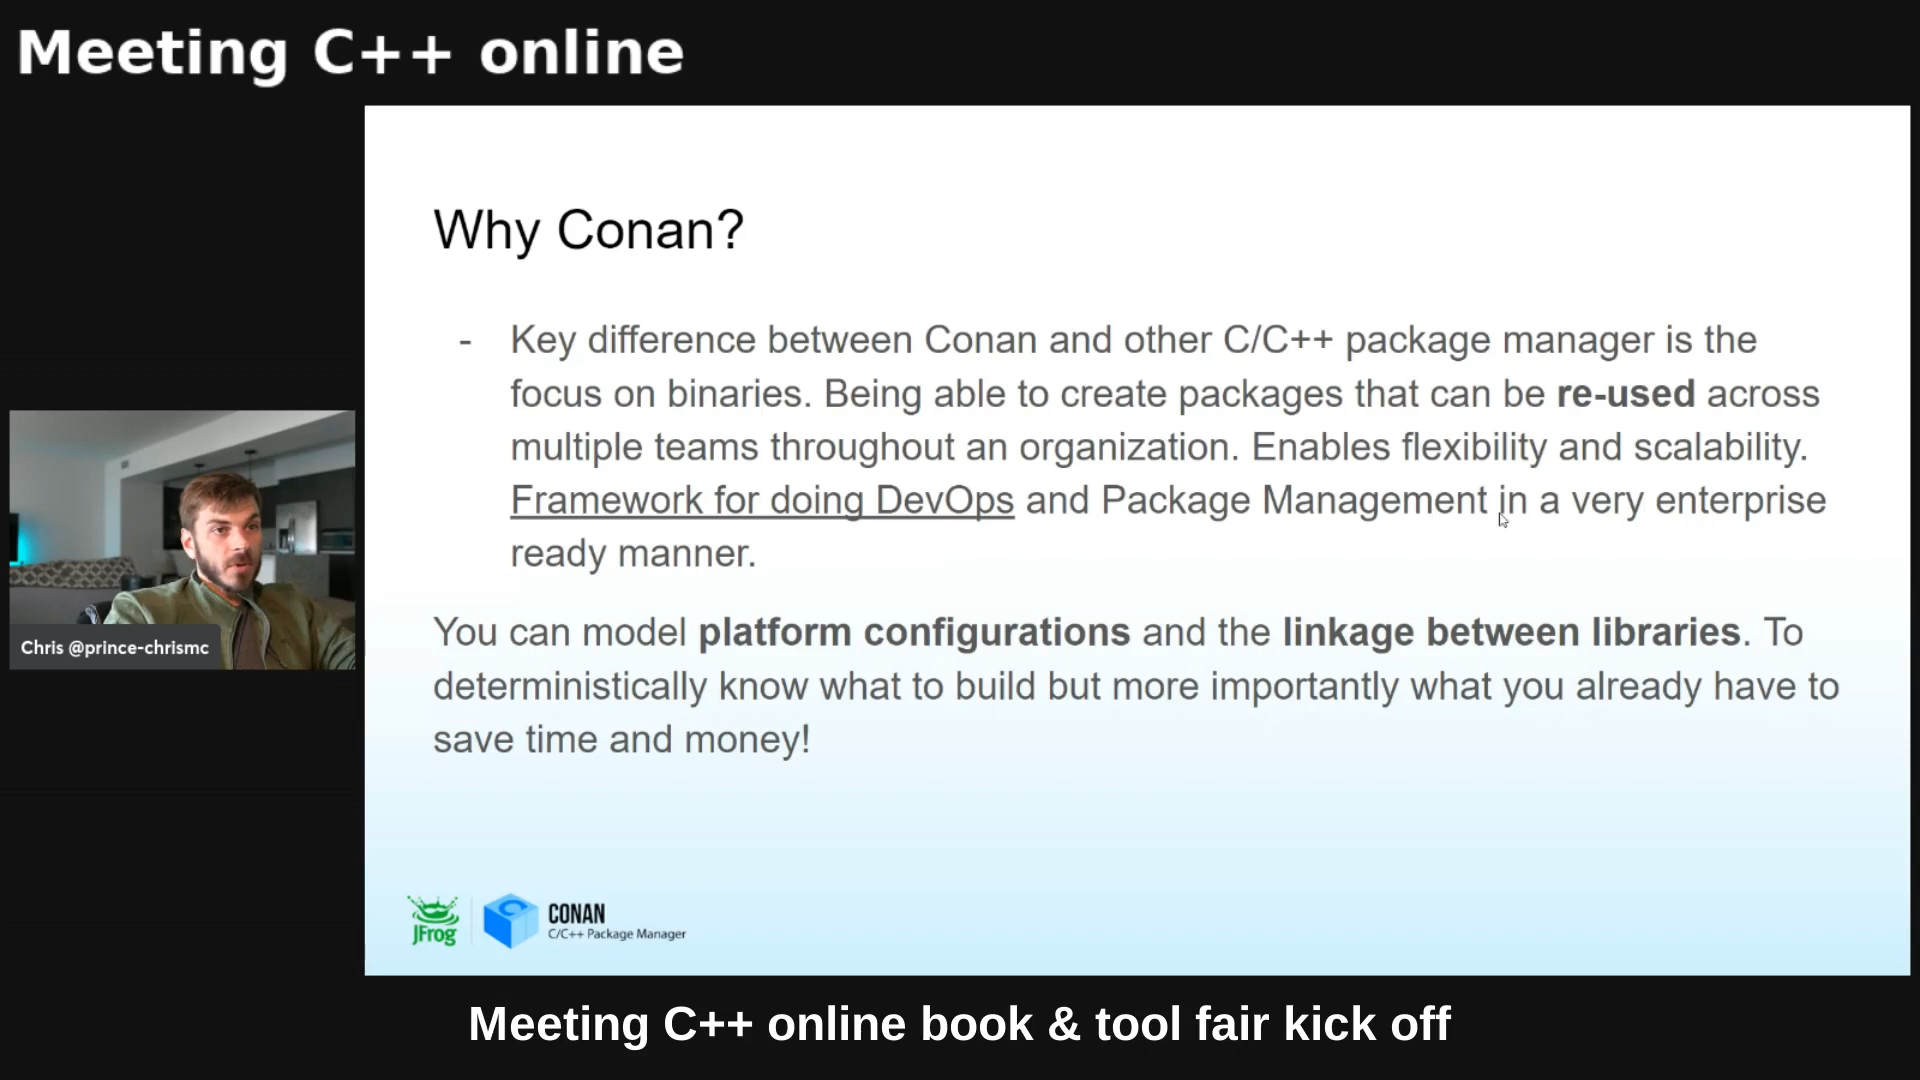 Meeting C++ online
Why Conan?
- Key difference between Conan and other C/C++ package manager is the
focus on binaries. Being able to create packages that can be re-used across
multiple teams throughout an organization. Enables flexibility and scalability.
Framework for doing DevOps and Package Management in a very enterprise
ready manner.
You can model platform configurations and the linkage between libraries. To
deterministically know what to build but more importantly what you already have to
save time and money!
Chris @prince-chrismc
JFrog
CONAN
C/C++ Package Manager
Meeting C++ online book & tool fair kick off